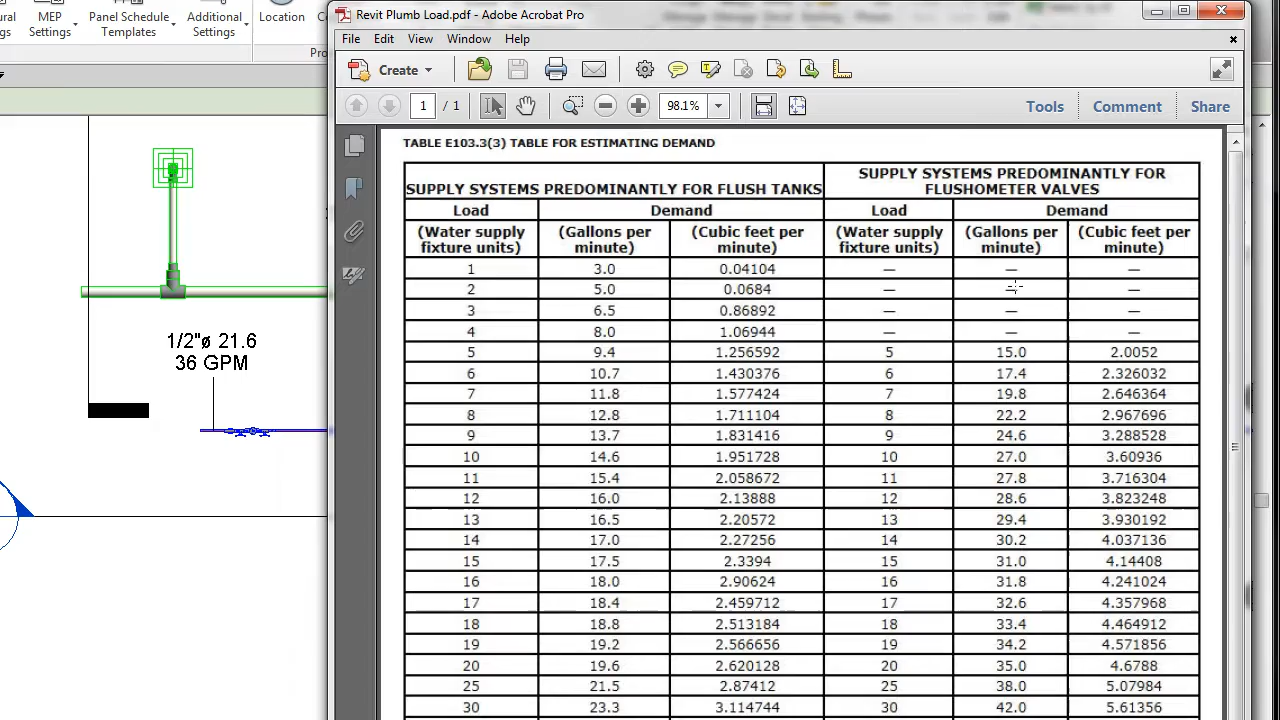 MEP Settings
Panel Schedule Templates
Additional Settings
Location
Revit Plumb Load.pdf - Adobe Acrobat Pro
File Edit View Window Help
Create
1 / 1 98.1% Tools Comment Share
TABLE E103.3(3) TABLE FOR ESTIMATING DEMAND
SUPPLY SYSTEMS PREDOMINANTLY FOR FLUSH TANKS SUPPLY SYSTEMS PREDOMINANTLY FOR FLUSHOMETER VALVES
Load Demand Load Demand
(Water supply fixture units) (Gallons per minute) (Cubic feet per minute) (Water supply fixture units) (Gallons per minute) (Cubic feet per minute)
1 3.0 0.04104 — — —
2 5.0 0.0684 — — —
3 6.5 0.86892 — — —
4 8.0 1.06944 — — —
5 9.4 1.256592 5 15.0 2.0052
6 10.7 1.430376 6 17.4 2.326032
7 11.8 1.577424 7 19.8 2.646364
8 12.8 1.711104 8 22.2 2.967696
9 13.7 1.831416 9 24.6 3.288528
10 14.6 1.951728 10 27.0 3.60936
11 15.4 2.058672 11 27.8 3.716304
12 16.0 2.13888 12 28.6 3.823248
13 16.5 2.20572 13 29.4 3.930192
14 17.0 2.27256 14 30.2 4.037136
15 17.5 2.3394 15 31.0 4.14408
16 18.0 2.90624 16 31.8 4.241024
17 18.4 2.459712 17 32.6 4.357968
18 18.8 2.513184 18 33.4 4.464912
19 19.2 2.566656 19 34.2 4.571856
20 19.6 2.620128 20 35.0 4.6788
25 21.5 2.87412 25 38.0 5.07984
30 23.3 3.114744 30 42.0 5.61356
1/2"ø 21.6
36 GPM